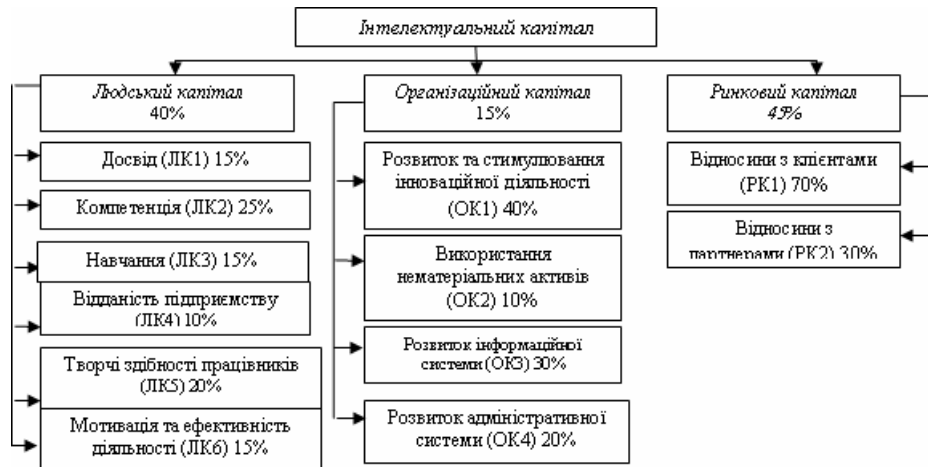 Інтелектуальний капітал
Людський капітал
40%
Досвід (ЛК1) 15%
Компетенція (ЛК2) 25%
Навчання (ЛК3) 15%
Відданість підприємству
(ЛК4) 10%
Творчі здібності працівників
(ЛК5) 20%
Мотивація та ефективність
діяльності (ЛК6) 15%
Організаційний капітал
15%
Розвиток та стимулювання
інноваційної діяльності
(ОК1) 40%
Використання
нематеріальних активів
(ОК2) 10%
Розвиток інформаційної
системи (ОК3) 30%
Розвиток адміністративної
системи (ОК4) 20%
Ринковий капітал
45%
Відносини з клієнтами
(РК1) 70%
Відносини з
партнерами (РК2) 30%